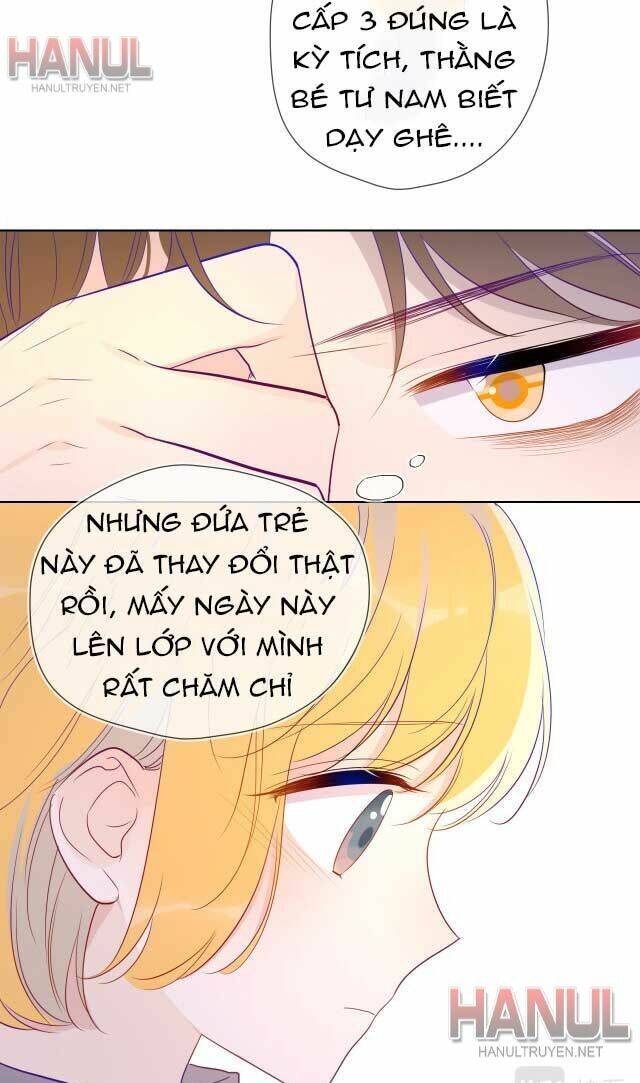 CẤP 3 ĐÚNG LÀ
KỲ TÍCH, THẰNG
BÉ TƯ NAM BIẾT
DẠY GHÊ....
HANUL
HANULTRUYEN.NET
NHƯNG ĐỨA TRẺ
NÀY ĐÃ THAY ĐỔI THẬT
RỒI, MẤY NGÀY NÀY
LÊN LỚP VỚI MÌNH
RẤT CHĂM CHỈ
HANUL
HANULTRUYEN.NET